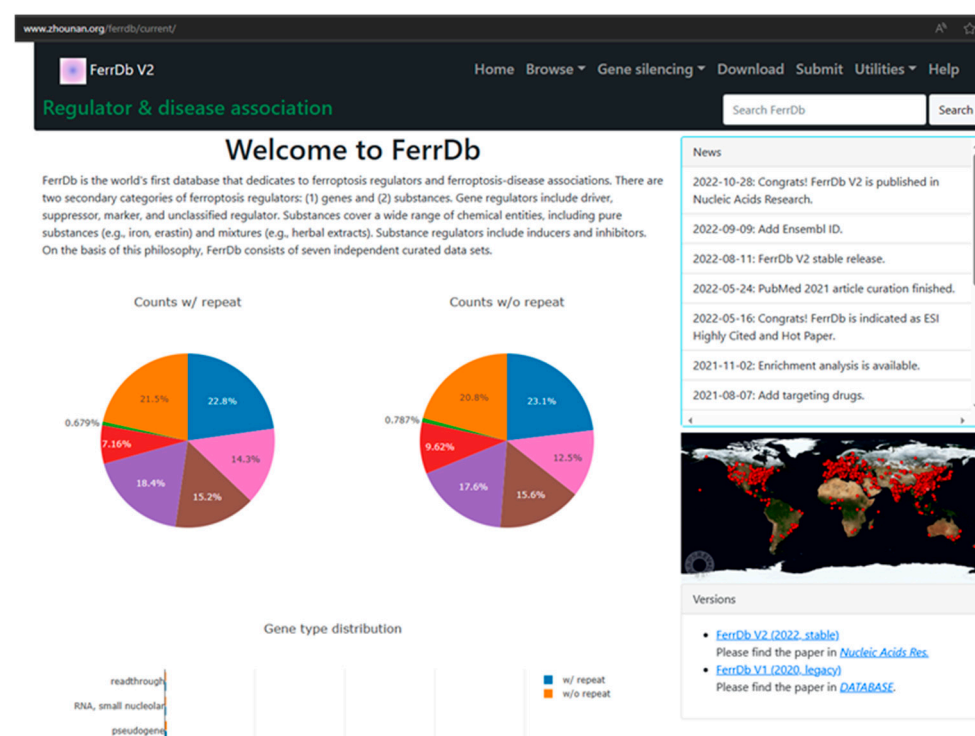 www.zhounan.org/ferrdb/current/
FerrDb V2
Home Browse Gene silencing Download Submit Utilities Help
Regulator & disease association
Search FerrDb
Search
Welcome to FerrDb
FerrDb is the world's first database that dedicates to ferroptosis regulators and ferroptosis-disease associations. There are
two secondary categories of ferroptosis regulators: (1) genes and (2) substances. Gene regulators include driver,
suppressor, marker, and unclassified regulator. Substances cover a wide range of chemical entities, including pure
substances (e.g., iron, erastin) and mixtures (e.g., herbal extracts). Substance regulators include inducers and inhibitors.
On the basis of this philosophy, FerrDb consists of seven independent curated data sets.
Counts w/ repeat
21.5%
22.8%
0.679%
7.16%
14.3%
18.4%
15.2%
Counts w/o repeat
20.8%
23.1%
0.787%
9.62%
12.5%
17.6%
15.6%
Gene type distribution
readthrough
RNA, small nucleolar
pseudogene
w/ repeat
w/o repeat
News
2022-10-28: Congrats! FerrDb V2 is published in
Nucleic Acids Research.
2022-09-09: Add Ensembl ID.
2022-08-11: FerrDb V2 stable release.
2022-05-24: PubMed 2021 article curation finished.
2022-05-16: Congrats! FerrDb is indicated as ESI
Highly Cited and Hot Paper.
2021-11-02: Enrichment analysis is available.
2021-08-07: Add targeting drugs.
Versions
FerrDb V2 (2022, stable)
Please find the paper in Nucleic Acids Res.
FerrDb V1 (2020, legacy)
Please find the paper in DATABASE.